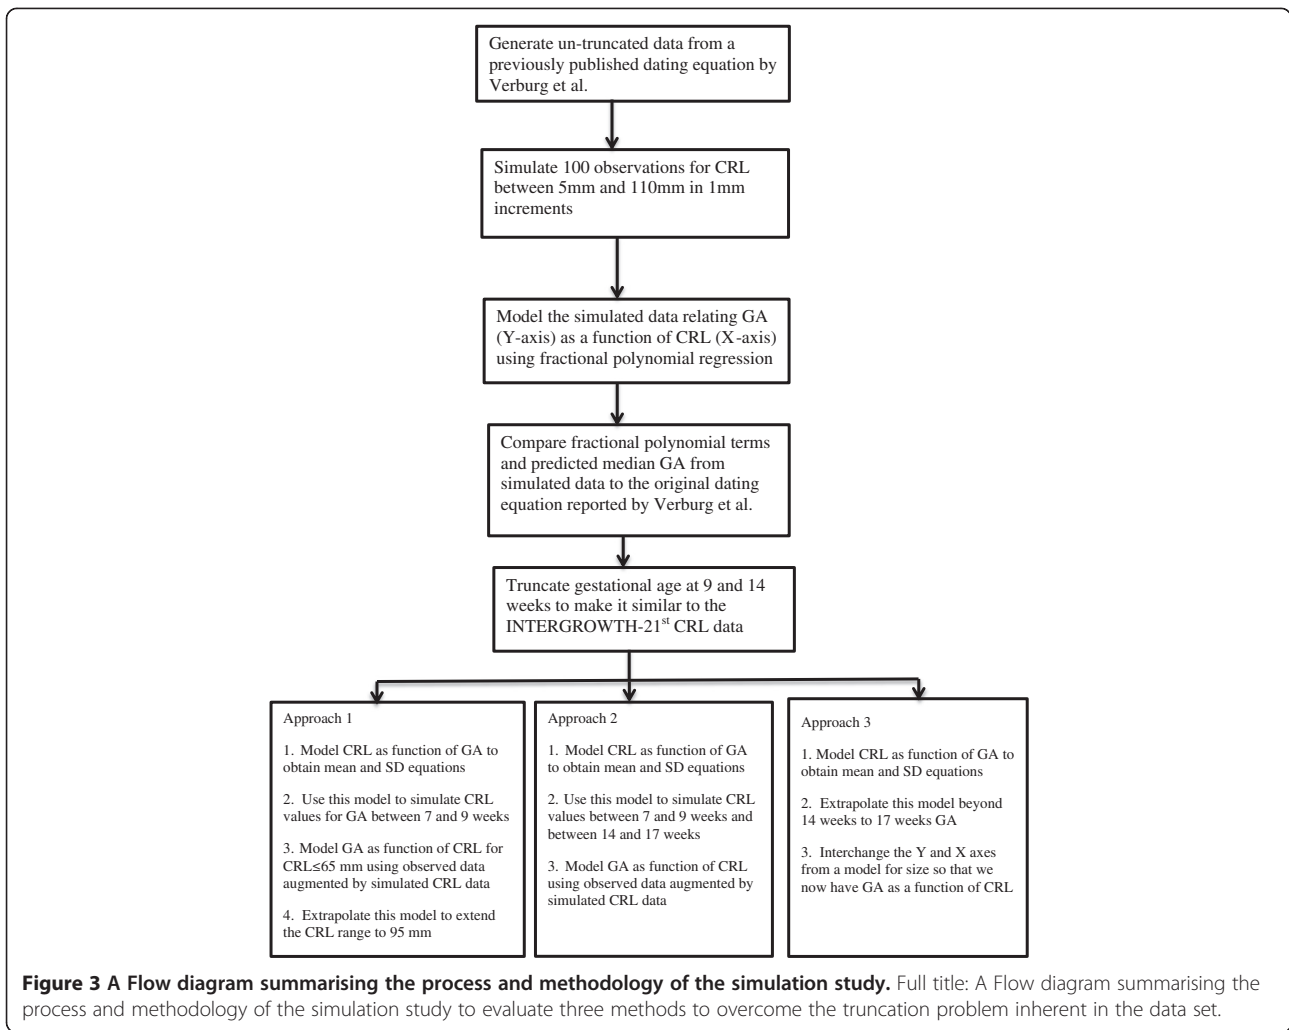 Generate un-truncated data from a
previously published dating equation by
Verburg et al.
Simulate 100 observations for CRL
between 5mm and 110mm in 1mm
increments
Model the simulated data relating GA
(Y-axis) as a function of CRL (X-axis)
using fractional polynomial regression
Compare fractional polynomial terms
and predicted median GA from
simulated data to the original dating
equation reported by Verburg et al.
Truncate gestational age at 9 and 14
weeks to make it similar to the
INTERGROWTH-21st CRL data
Approach 1
1. Model CRL as function of GA to
obtain mean and SD equations
2. Use this model to simulate CRL
values for GA between 7 and 9 weeks
3. Model GA as function of CRL for
CRL≤65 mm using observed data
augmented by simulated CRL data
4. Extrapolate this model to extend
the CRL range to 95 mm
Approach 2
1. Model CRL as function of GA
to obtain mean and SD equations
2. Use this model to simulate CRL
values between 7 and 9 weeks and
between 14 and 17 weeks
3. Model GA as function of CRL
using observed data augmented by
simulated CRL data
Approach 3
1. Model CRL as function of GA to
obtain mean and SD equations
2. Extrapolate this model beyond
14 weeks to 17 weeks GA
3. Interchange the Y and X axes
from a model for size so that we
now have GA as a function of CRL
Figure 3 A Flow diagram summarising the process and methodology of the simulation study. Full title: A Flow diagram summarising the
process and methodology of the simulation study to evaluate three methods to overcome the truncation problem inherent in the data set.